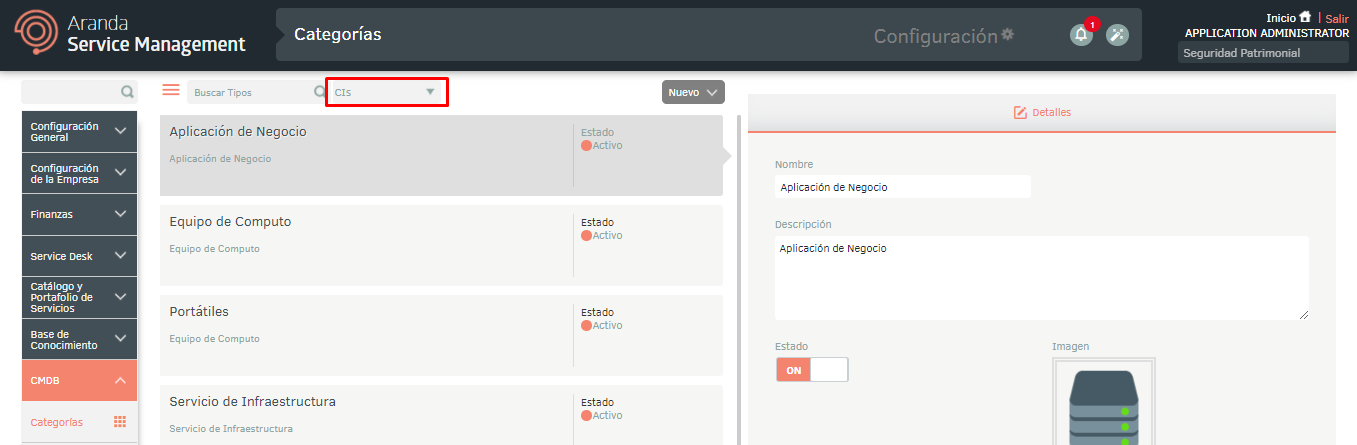 Aranda
Service Management
Categorías
Configuración
1
Inicio | Salir
APPLICATION ADMINISTRATOR
Seguridad Patrimonial
Configuración
General
Configuración
de la Empresa
Finanzas
Service Desk
Catálogo y
Portafolio de
Servicios
Base de
Conocimiento
CMDB
Categorías
Buscar Tipos
CIs
Nuevo
Aplicación de Negocio
Aplicación de Negocio
Estado
Activo
Equipo de Computo
Equipo de Computo
Estado
Activo
Portátiles
Equipo de Computo
Estado
Activo
Servicio de Infraestructura
Servicio de Infraestructura
Estado
Activo
Detalles
Nombre
Aplicación de Negocio
Descripción
Aplicación de Negocio
Estado
ON
Imagen